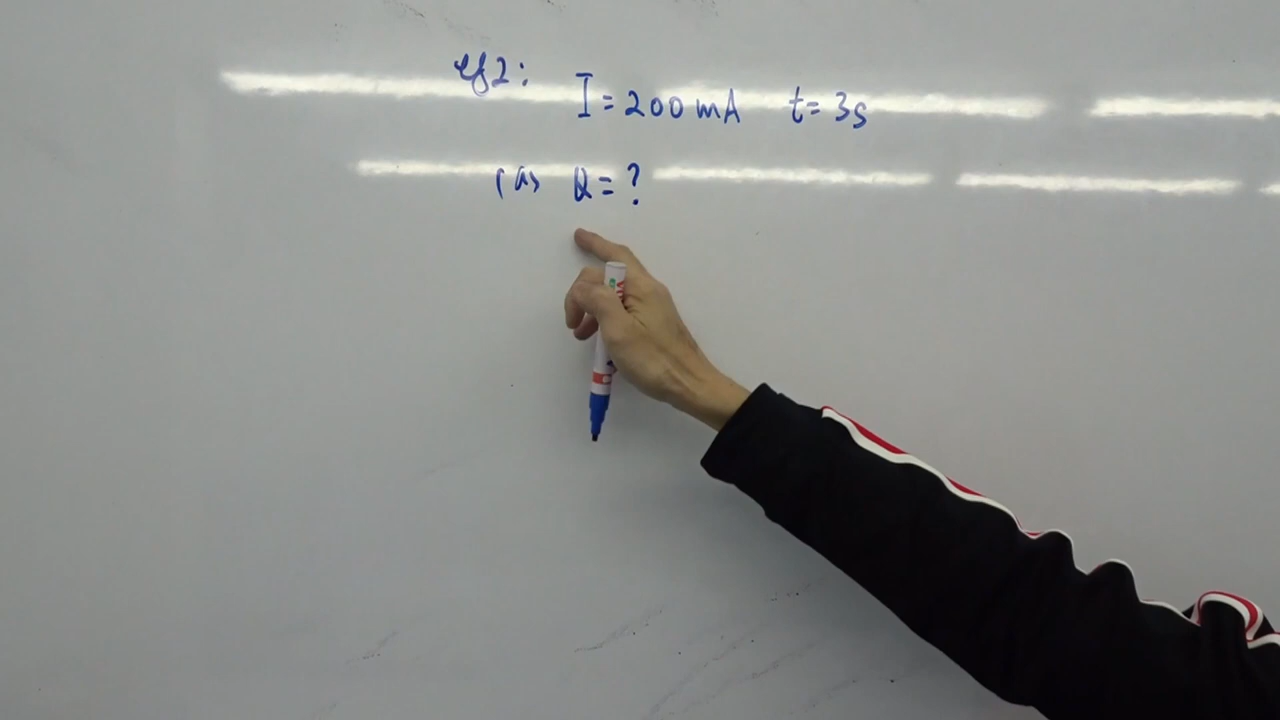 eg2:
I = 200 mA t = 3s
(a) Q = ?